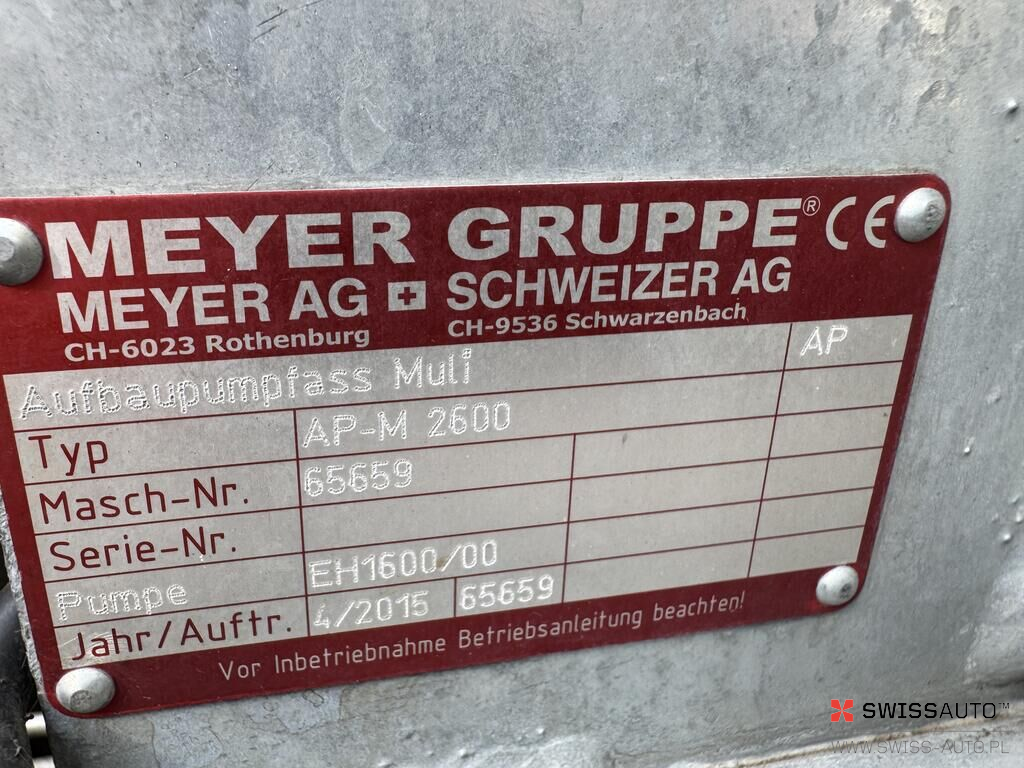 MEYER GRUPPE® CE
MEYER AG SCHWEIZER AG
CH-6023 Rothenburg CH-9536 Schwarzenbach
Aufbaupumpfass Muli AP
Typ AP-M 2600
Masch-Nr. 65659
Serie-Nr.
Pumpe EH1600/00
Jahr/Auftr. 4/2015 65659
Vor Inbetriebnahme Betriebsanleitung beachten!
SWISSAUTO™
WWW.SWISS-AUTO.PL